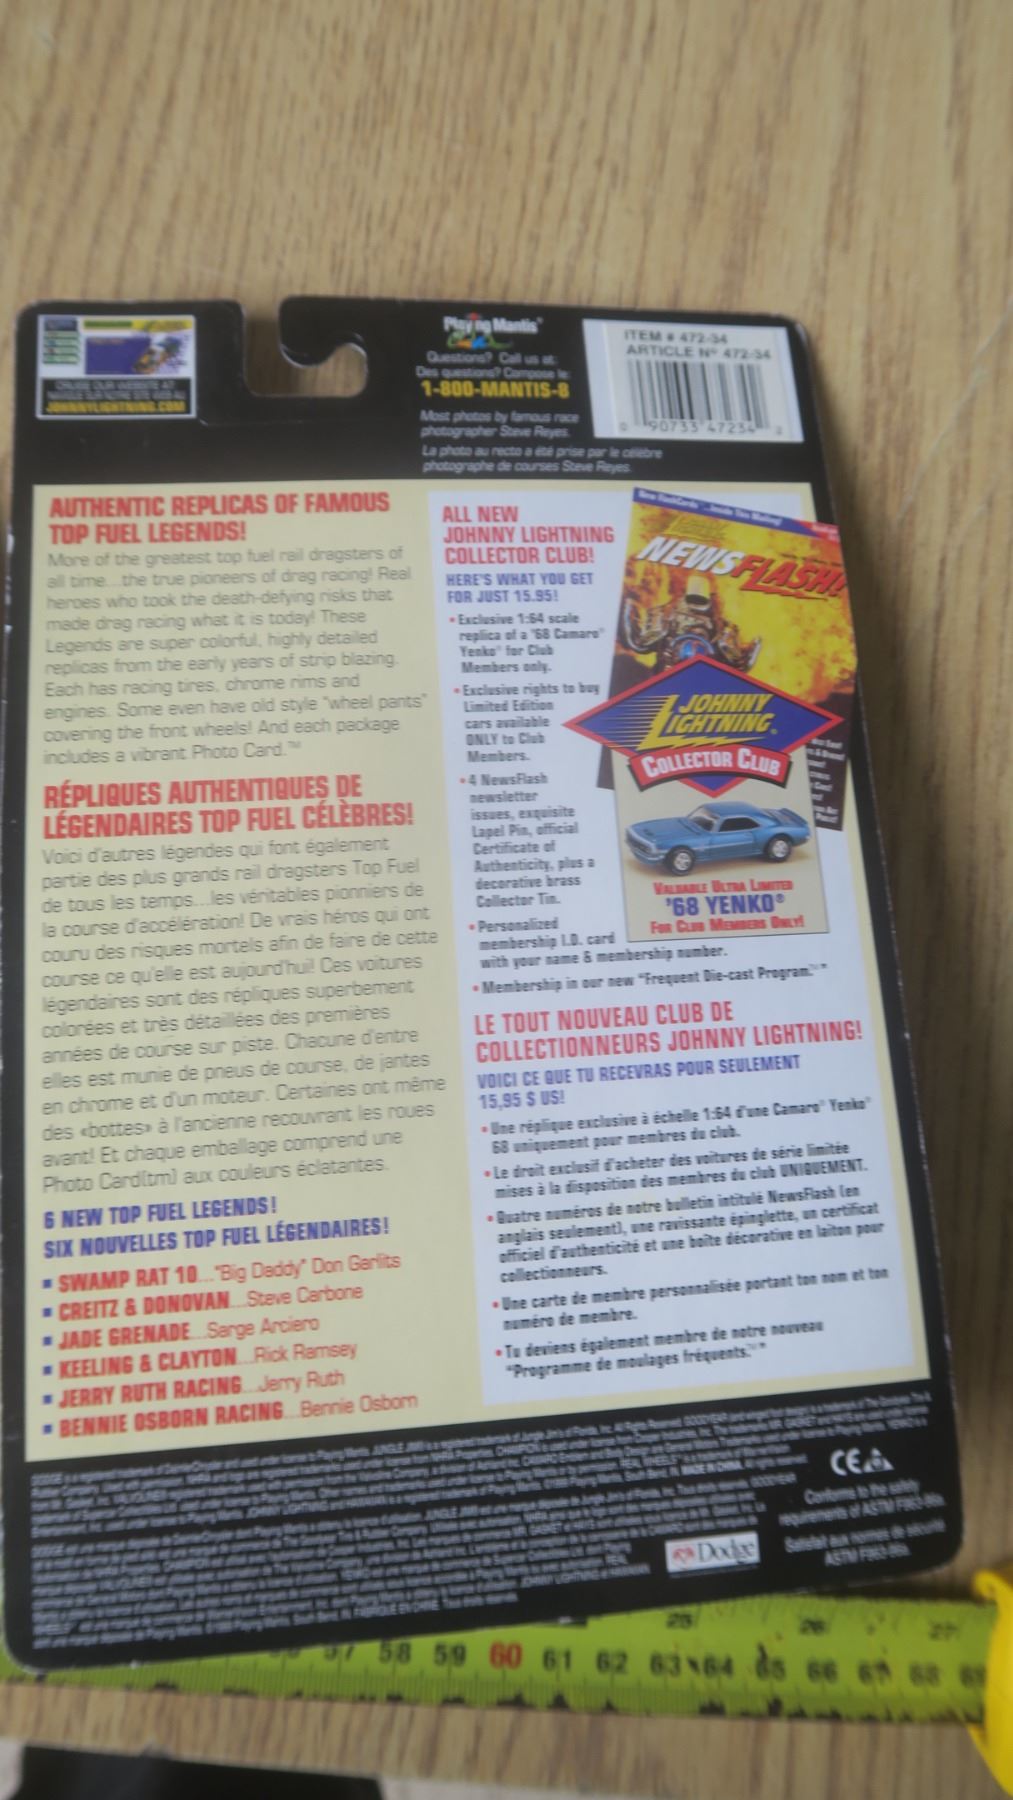 CRUISE OUR WEBSITE AT
JOHNNYLIGHTNING.COM
Playing Mantis
Questions? Call us at:
Des questions? Compose le:
1-800-MANTIS-8
Most photos by famous race
photographer Steve Reyes.
La photo au recto a été prise par le célèbre
photographe de courses Steve Reyes.
ITEM # 472-34
ARTICLE N° 472-34
0 90733 47234 2
AUTHENTIC REPLICAS OF FAMOUS
TOP FUEL LEGENDS!
More of the greatest top fuel rail dragsters of
all time...the true pioneers of drag racing! Real
heroes who took the death-defying risks that
made drag racing what it is today! These
Legends are super colorful, highly detailed
replicas from the early years of strip blazing.
Each has racing tires, chrome rims and
engines. Some even have old style "wheel pants"
covering the front wheels! And each package
includes a vibrant Photo Card.™
RÉPLIQUES AUTHENTIQUES DE
LÉGENDAIRES TOP FUEL CÉLÈBRES!
Voici d'autres légendes qui font également
partie des plus grands rail dragsters Top Fuel
de tous les temps...les véritables pionniers de
la course d'accélération! De vrais héros qui ont
couru des risques mortels afin de faire de cette
course ce qu'elle est aujourd'hui! Ces voitures
légendaires sont des répliques superbement
colorées et très détaillées des premières
années de course sur piste. Chacune d'entre
elles est munie de pneus de course, de jantes
en chrome et d'un moteur. Certaines ont même
des «bottes» à l'ancienne recouvrant les roues
avant! Et chaque emballage comprend une
Photo Card(tm) aux couleurs éclatantes.
6 NEW TOP FUEL LEGENDS!
SIX NOUVELLES TOP FUEL LÉGENDAIRES!
▪ SWAMP RAT 10..."Big Daddy" Don Garlits
▪ CREITZ & DONOVAN...Steve Carbone
▪ JADE GRENADE...Sarge Arciero
▪ KEELING & CLAYTON...Rick Ramsey
▪ JERRY RUTH RACING...Jerry Ruth
▪ BENNIE OSBORN RACING...Bennie Osborn
ALL NEW
JOHNNY LIGHTNING
COLLECTOR CLUB!
HERE'S WHAT YOU GET
FOR JUST 15.95!
• Exclusive 1:64 scale
replica of a '68 Camaro®
Yenko® for Club
Members only.
• Exclusive rights to buy
Limited Edition
cars available
ONLY to Club
Members.
• 4 NewsFlash
newsletter
issues, exquisite
Lapel Pin, official
Certificate of
Authenticity, plus a
decorative brass
Collector Tin.
• Personalized
membership I.D. card
with your name & membership number.
• Membership in our new "Frequent Die-cast Program.™"
New FlashCards™...Inside This Mailing!
NEWSFLASH!
JOHNNY
LIGHTNING®
COLLECTOR CLUB
VALUABLE ULTRA LIMITED
'68 YENKO®
FOR CLUB MEMBERS ONLY!
LE TOUT NOUVEAU CLUB DE
COLLECTIONNEURS JOHNNY LIGHTNING!
VOICI CE QUE TU RECEVRAS POUR SEULEMENT
15,95 $ US!
• Une réplique exclusive à échelle 1:64 d'une Camaro® Yenko®
68 uniquement pour membres du club.
• Le droit exclusif d'acheter des voitures de série limitée
mises à la disposition des membres du club UNIQUEMENT.
• Quatre numéros de notre bulletin intitulé NewsFlash (en
anglais seulement), une ravissante épinglette, un certificat
officiel d'authenticité et une boîte décorative en laiton pour
collectionneurs.
• Une carte de membre personnalisée portant ton nom et ton
numéro de membre.
• Tu deviens également membre de notre nouveau
"Programme de moulages fréquents.™"
CE
Conforms to the safety
requirements of ASTM F963-96a.
Satisfait aux normes de sécurité
ASTM F963-96a.
Dodge
25 26 27
57 58 59 60 61 62 63 64 65 66 67 68 69